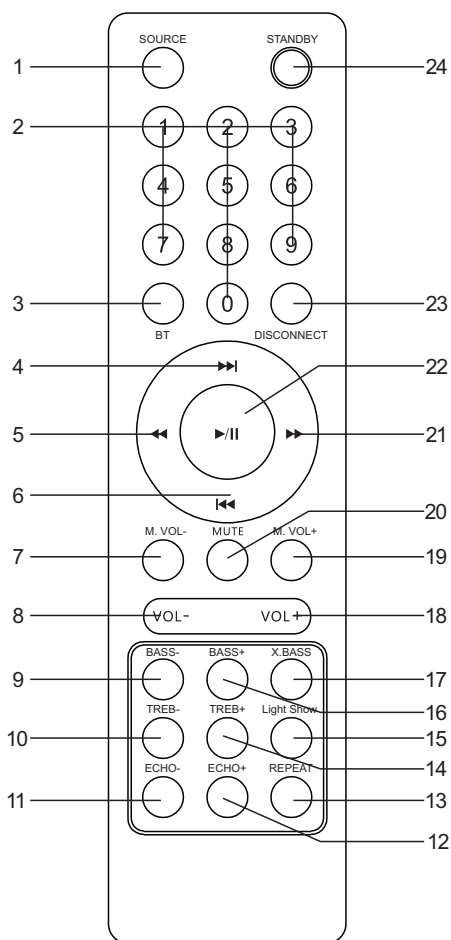 SOURCE STANDBY
1 24
2 1 2 3
4 5 6
7 8 9
3 0 23
BT DISCONNECT
4 22
5 21
6
20
M. VOL- MUTE M. VOL+
7 19
8 VOL- VOL+ 18
BASS- BASS+ X.BASS
9 17
16
TREB- TREB+ Light Show
10 15
14
ECHO- ECHO+ REPEAT
11 13
12